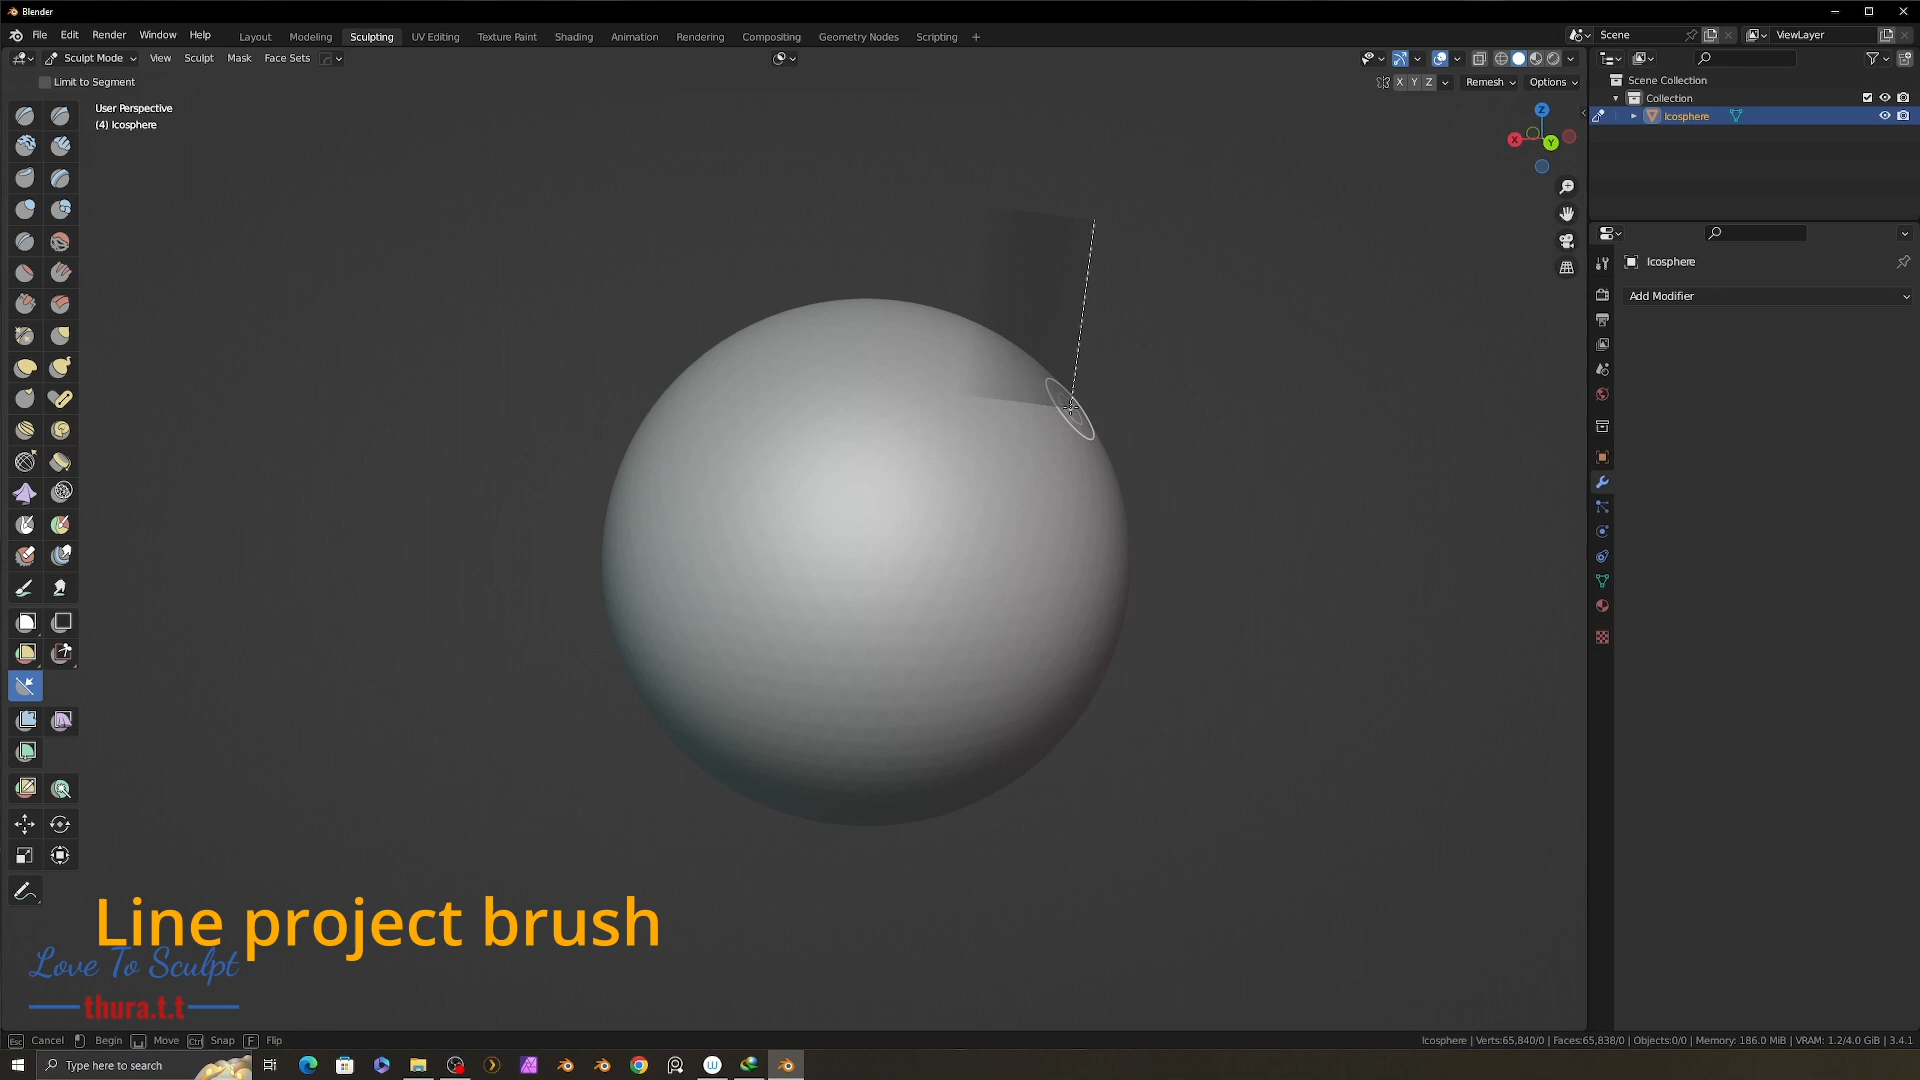 Blender
File Edit Render Window Help
Layout Modeling Sculpting UV Editing Texture Paint Shading Animation Rendering Compositing Geometry Nodes Scripting +
Scene
ViewLayer
Sculpt Mode View Sculpt Mask Face Sets
Limit to Segment
X Y Z Remesh Options
User Perspective
(4) Icosphere
Z
X
Y
Scene Collection
Collection
Icosphere
Icosphere
Add Modifier
Line project brush
Love To Sculpt
thura.t.t
Esc Cancel Begin Move Ctrl Snap F Flip
Icosphere | Verts:65,840/0 | Faces:65,838/0 | Objects:0/0 | Memory: 186.0 MiB | VRAM: 1.2/4.0 GiB | 3.4.1
Type here to search